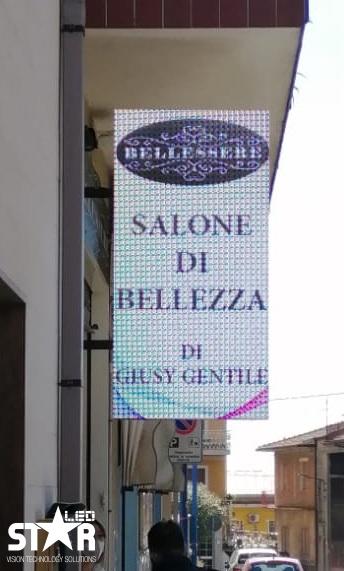 BELLESSERE
SALONE
DI
BELLEZZA
DI
GIUSY GENTILE
LED
STAR
VISION TECHNOLOGY SOLUTIONS